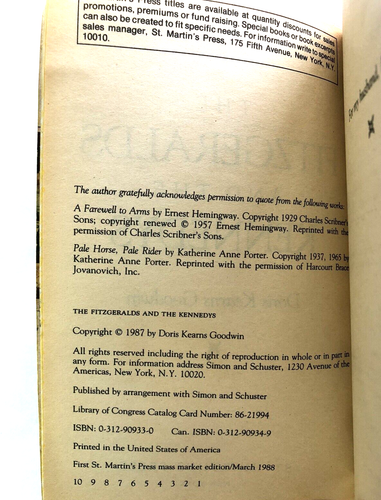 Press titles are available at quantity discounts for sales
promotions, premiums or fund raising. Special books or book excerpts
can also be created to fit specific needs. For information write to special
sales manager, St. Martin's Press, 175 Fifth Avenue, New York, N.Y.
10010.
For my husband,
The author gratefully acknowledges permission to quote from the following works:
A Farewell to Arms by Ernest Hemingway. Copyright 1929 Charles Scribner's
Sons; copyright renewed © 1957 Ernest Hemingway. Reprinted with the
permission of Charles Scribner's Sons.
Pale Horse, Pale Rider by Katherine Anne Porter. Copyright 1937, 1965 by
Katherine Anne Porter. Reprinted with the permission of Harcourt Brace
Jovanovich, Inc.
THE FITZGERALDS AND THE KENNEDYS
Copyright © 1987 by Doris Kearns Goodwin
All rights reserved including the right of reproduction in whole or in part in
any form. For information address Simon and Schuster, 1230 Avenue of the
Americas, New York, N.Y. 10020.
Published by arrangement with Simon and Schuster
Library of Congress Catalog Card Number: 86-21994
ISBN: 0-312-90933-0 Can. ISBN: 0-312-90934-9
Printed in the United States of America
First St. Martin's Press mass market edition/March 1988
10 9 8 7 6 5 4 3 2 1